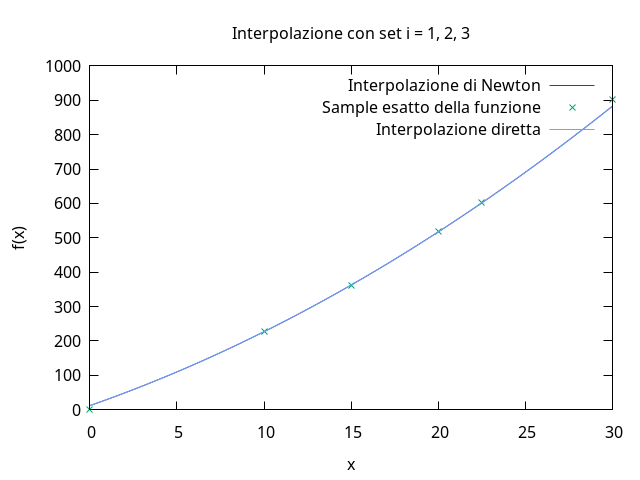 Interpolazione con set i = 1, 2, 3
1000
900
800
700
600
500
400
300
200
100
0
f(x)
Interpolazione di Newton
Sample esatto della funzione
Interpolazione diretta
0 5 10 15 20 25 30
x